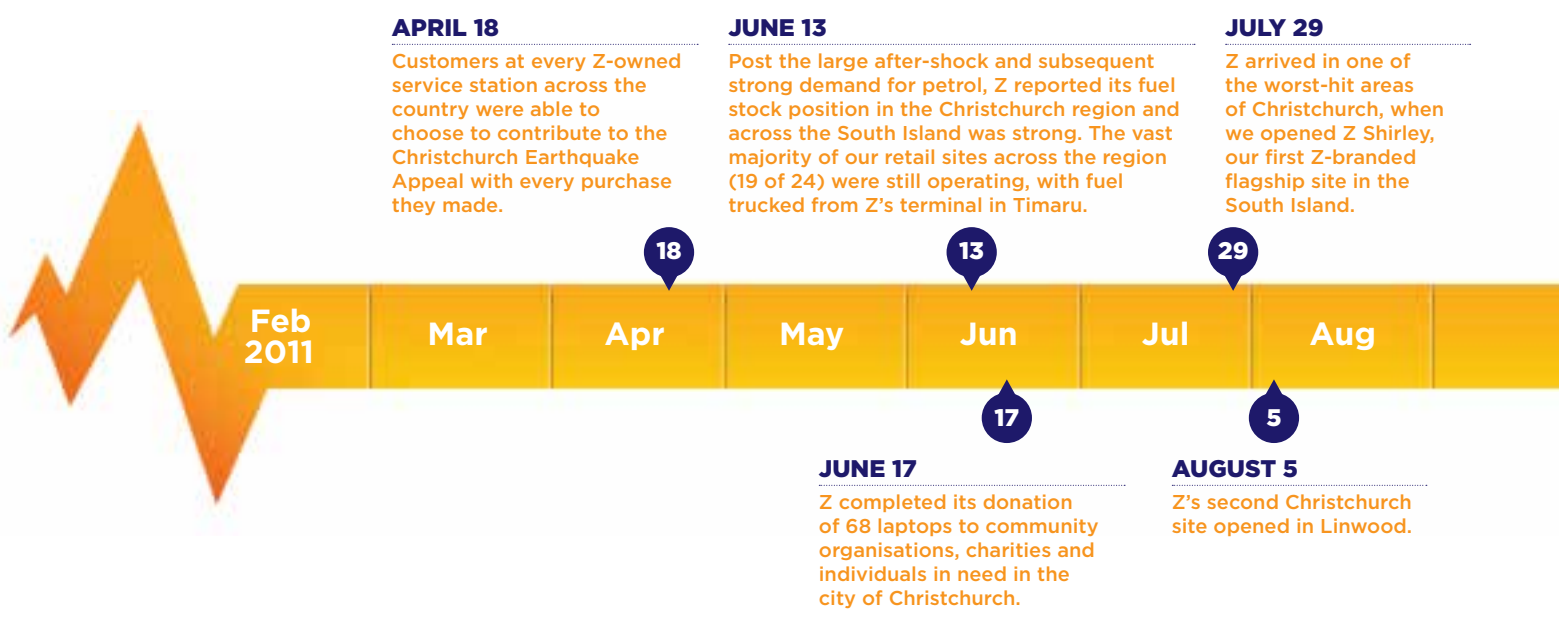 APRIL 18
Customers at every Z-owned
service station across the
country were able to
choose to contribute to the
Christchurch Earthquake
Appeal with every purchase
they made.
JUNE 13
Post the large after-shock and subsequent
strong demand for petrol, Z reported its fuel
stock position in the Christchurch region and
across the South Island was strong. The vast
majority of our retail sites across the region
(19 of 24) were still operating, with fuel
trucked from Z’s terminal in Timaru.
JULY 29
Z arrived in one of
the worst-hit areas
of Christchurch, when
we opened Z Shirley,
our first Z-branded
flagship site in the
South Island.
18
13
29
Feb
2011
Mar
Apr
May
Jun
Jul
Aug
17
5
JUNE 17
Z completed its donation
of 68 laptops to community
organisations, charities and
individuals in need in the
city of Christchurch.
AUGUST 5
Z’s second Christchurch
site opened in Linwood.